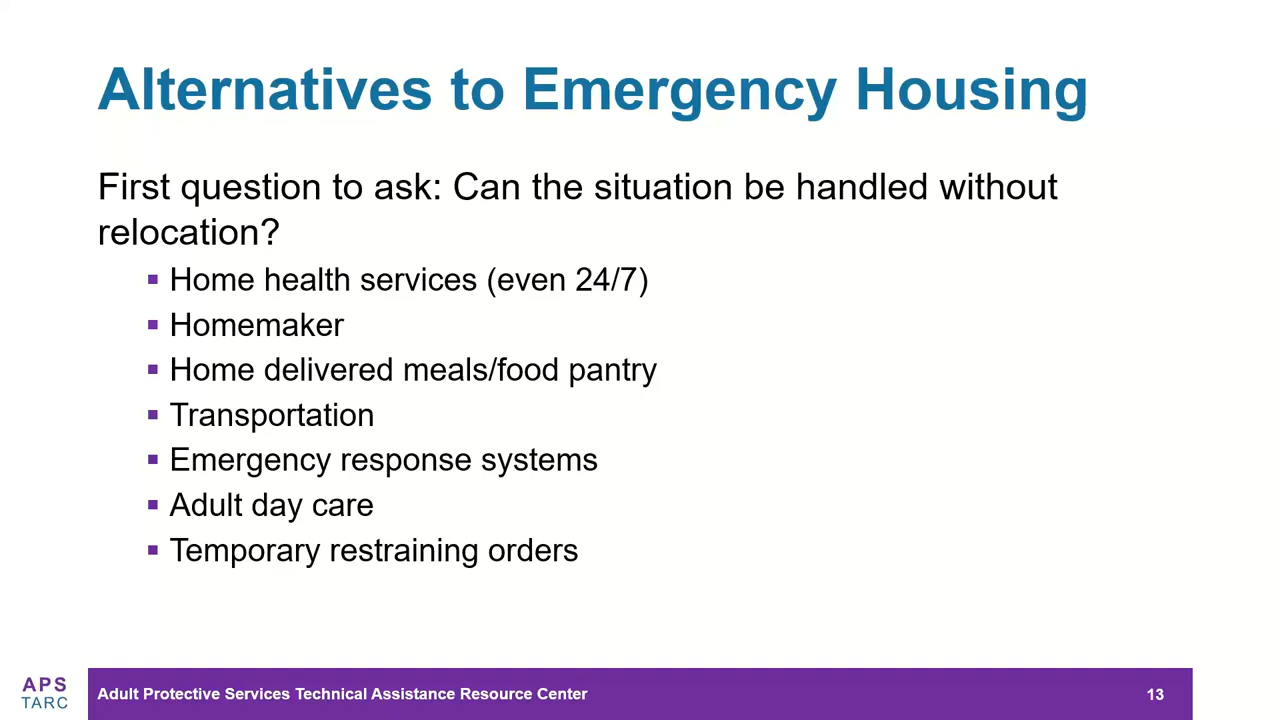 Alternatives to Emergency Housing
First question to ask: Can the situation be handled without
relocation?
▪ Home health services (even 24/7)
▪ Homemaker
▪ Home delivered meals/food pantry
▪ Transportation
▪ Emergency response systems
▪ Adult day care
▪ Temporary restraining orders
APS
TARC
Adult Protective Services Technical Assistance Resource Center
13